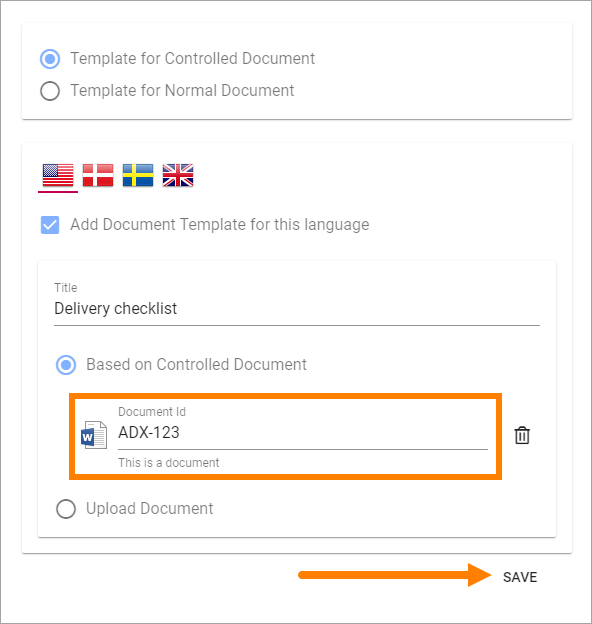 Template for Controlled Document
Template for Normal Document
Add Document Template for this language
Title
Delivery checklist
Based on Controlled Document
Document Id
W
ADX-123
This is a document
Upload Document
SAVE